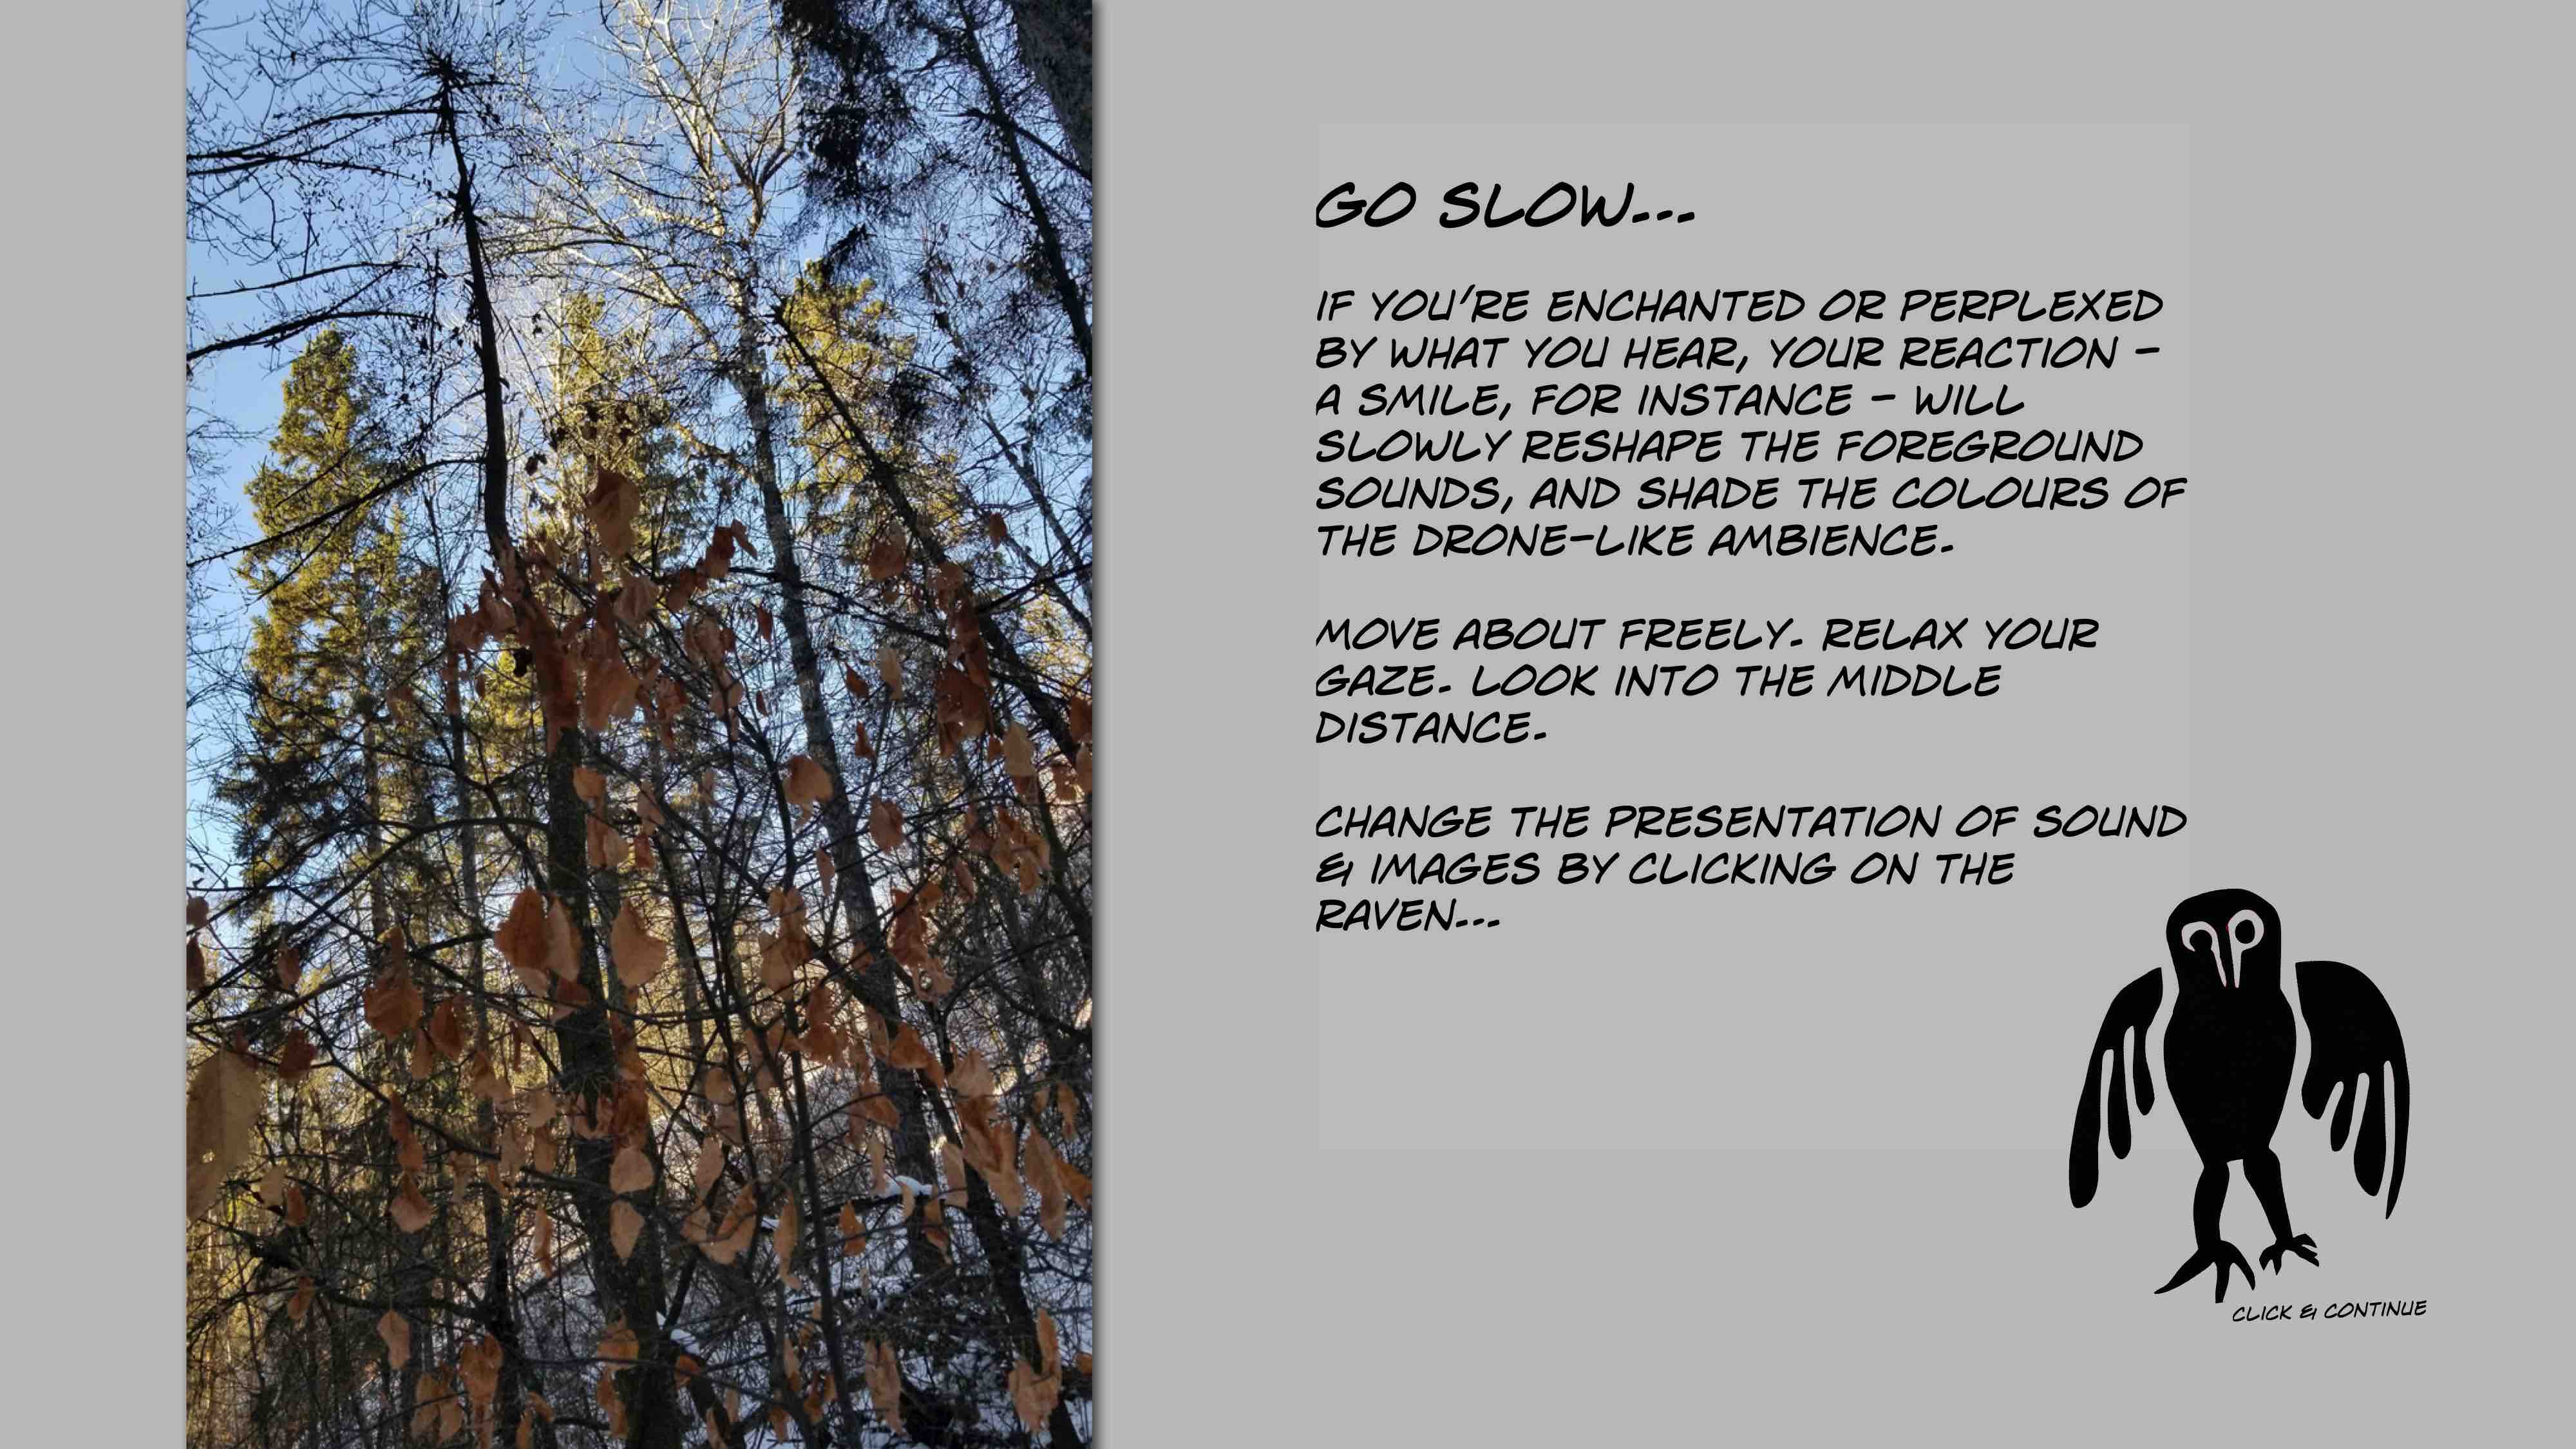 GO SLOW...
IF YOU'RE ENCHANTED OR PERPLEXED
BY WHAT YOU HEAR, YOUR REACTION -
A SMILE, FOR INSTANCE - WILL
SLOWLY RESHAPE THE FOREGROUND
SOUNDS, AND SHADE THE COLOURS OF
THE DRONE-LIKE AMBIENCE.
MOVE ABOUT FREELY. RELAX YOUR
GAZE. LOOK INTO THE MIDDLE
DISTANCE.
CHANGE THE PRESENTATION OF SOUND
& IMAGES BY CLICKING ON THE
RAVEN...
CLICK & CONTINUE